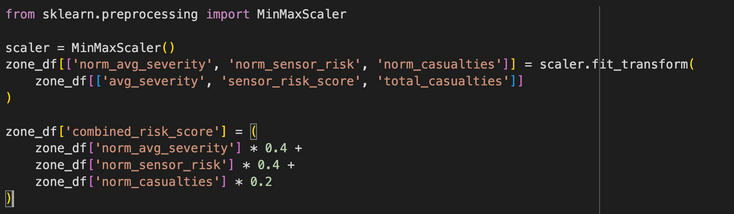 from sklearn.preprocessing import MinMaxScaler
scaler = MinMaxScaler()
zone_df[['norm_avg_severity', 'norm_sensor_risk', 'norm_casualties']] = scaler.fit_transform(
    zone_df[['avg_severity', 'sensor_risk_score', 'total_casualties']]
)
zone_df['combined_risk_score'] = (
    zone_df['norm_avg_severity'] * 0.4 +
    zone_df['norm_sensor_risk'] * 0.4 +
    zone_df['norm_casualties'] * 0.2
)